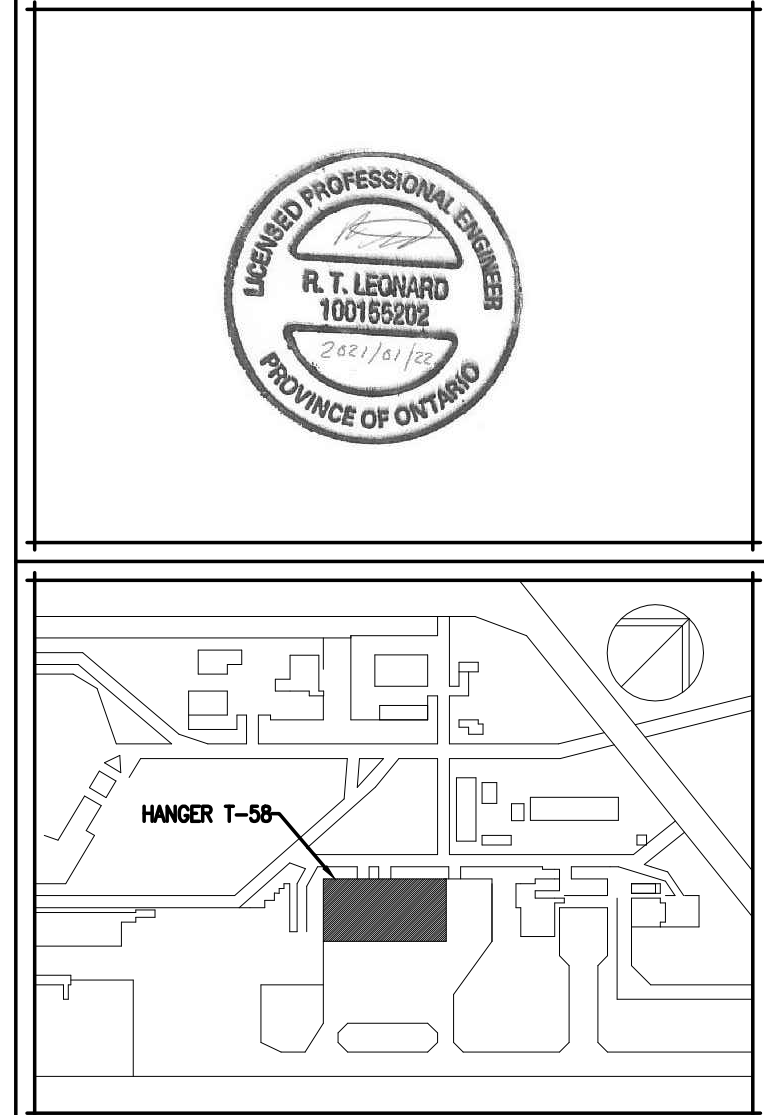 LICENSED PROFESSIONAL ENGINEER
R. T. LEONARD
100155202
2021/01/22
PROVINCE OF ONTARIO
HANGER T-58